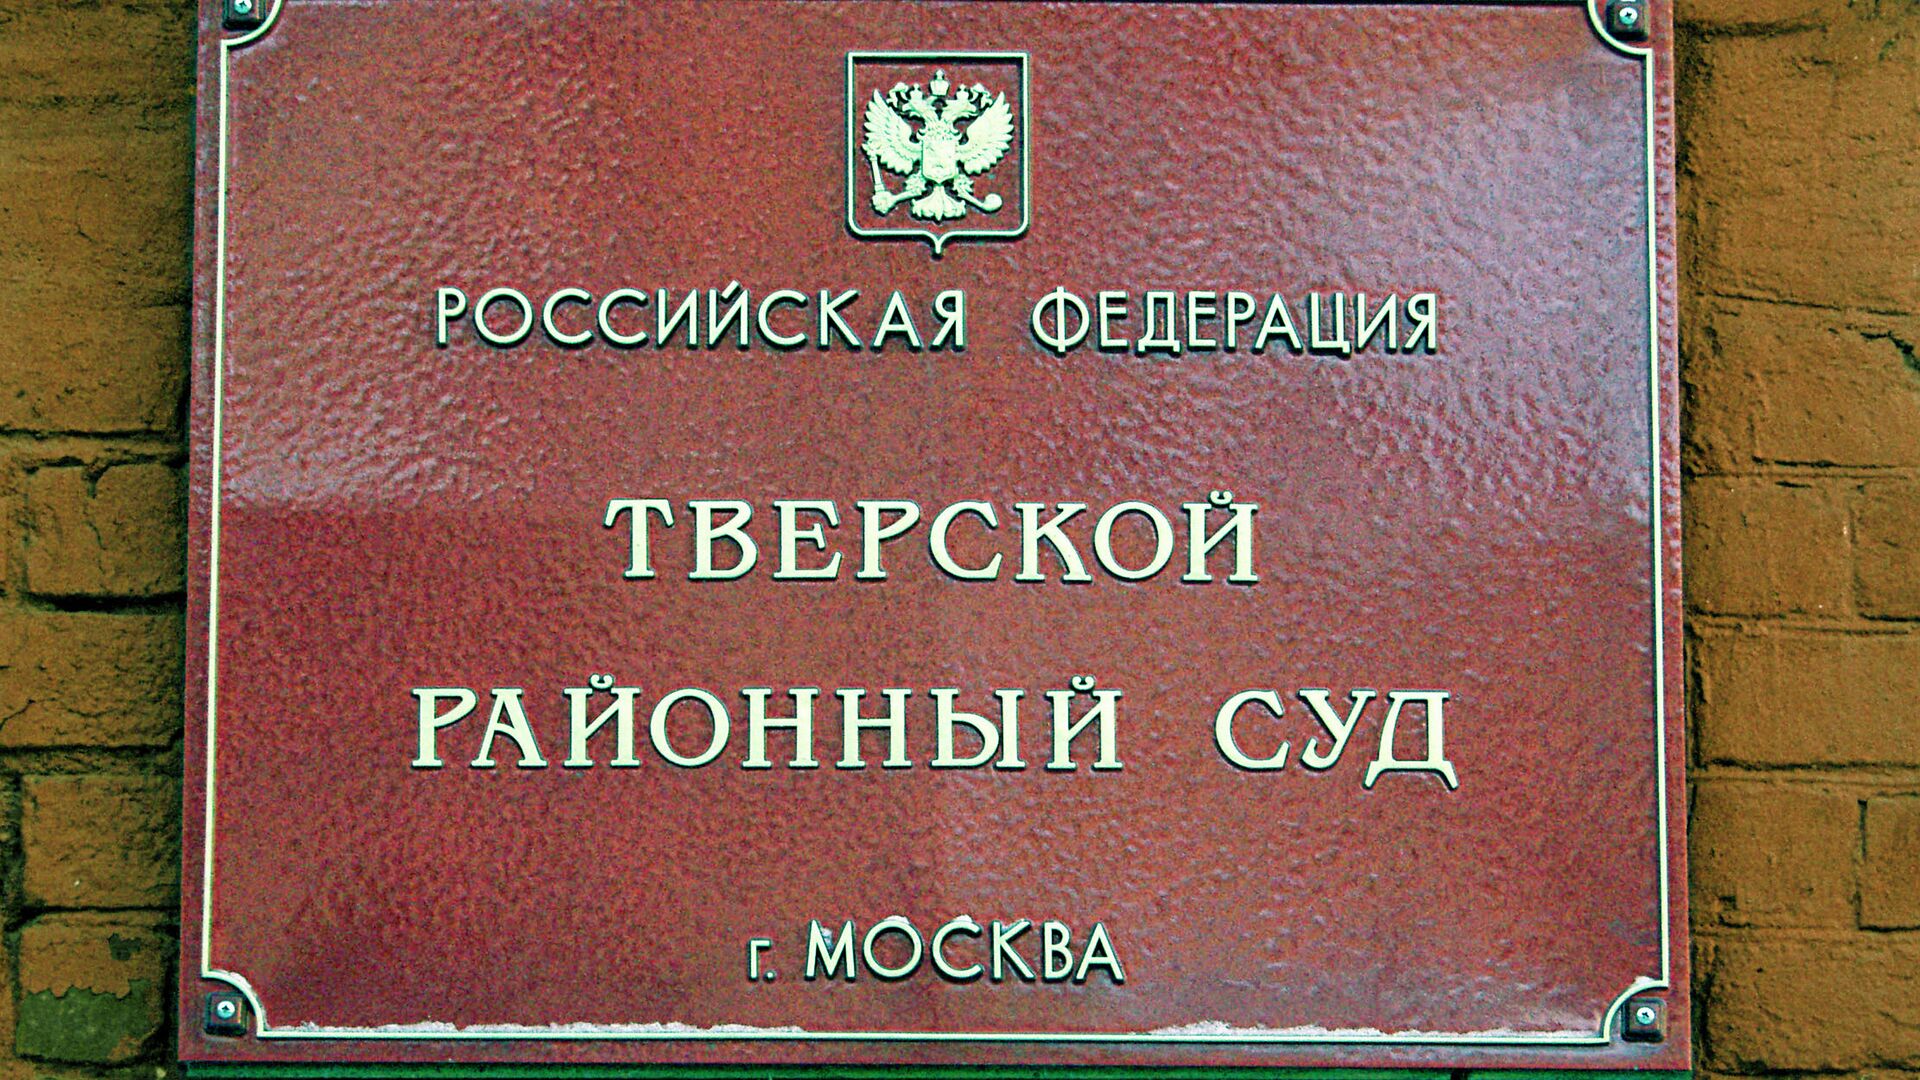 РОССИЙСКАЯ ФЕДЕРАЦИЯ
ТВЕРСКОЙ
РАЙОННЫЙ СУД
г. МОСКВА